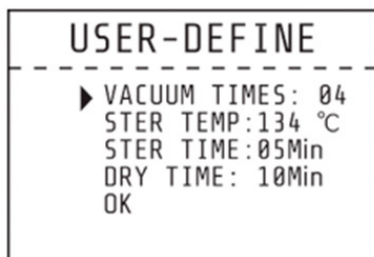 USER-DEFINE
VACUUM TIMES: 04
STER TEMP:134 ℃
STER TIME:05Min
DRY TIME: 10Min
OK